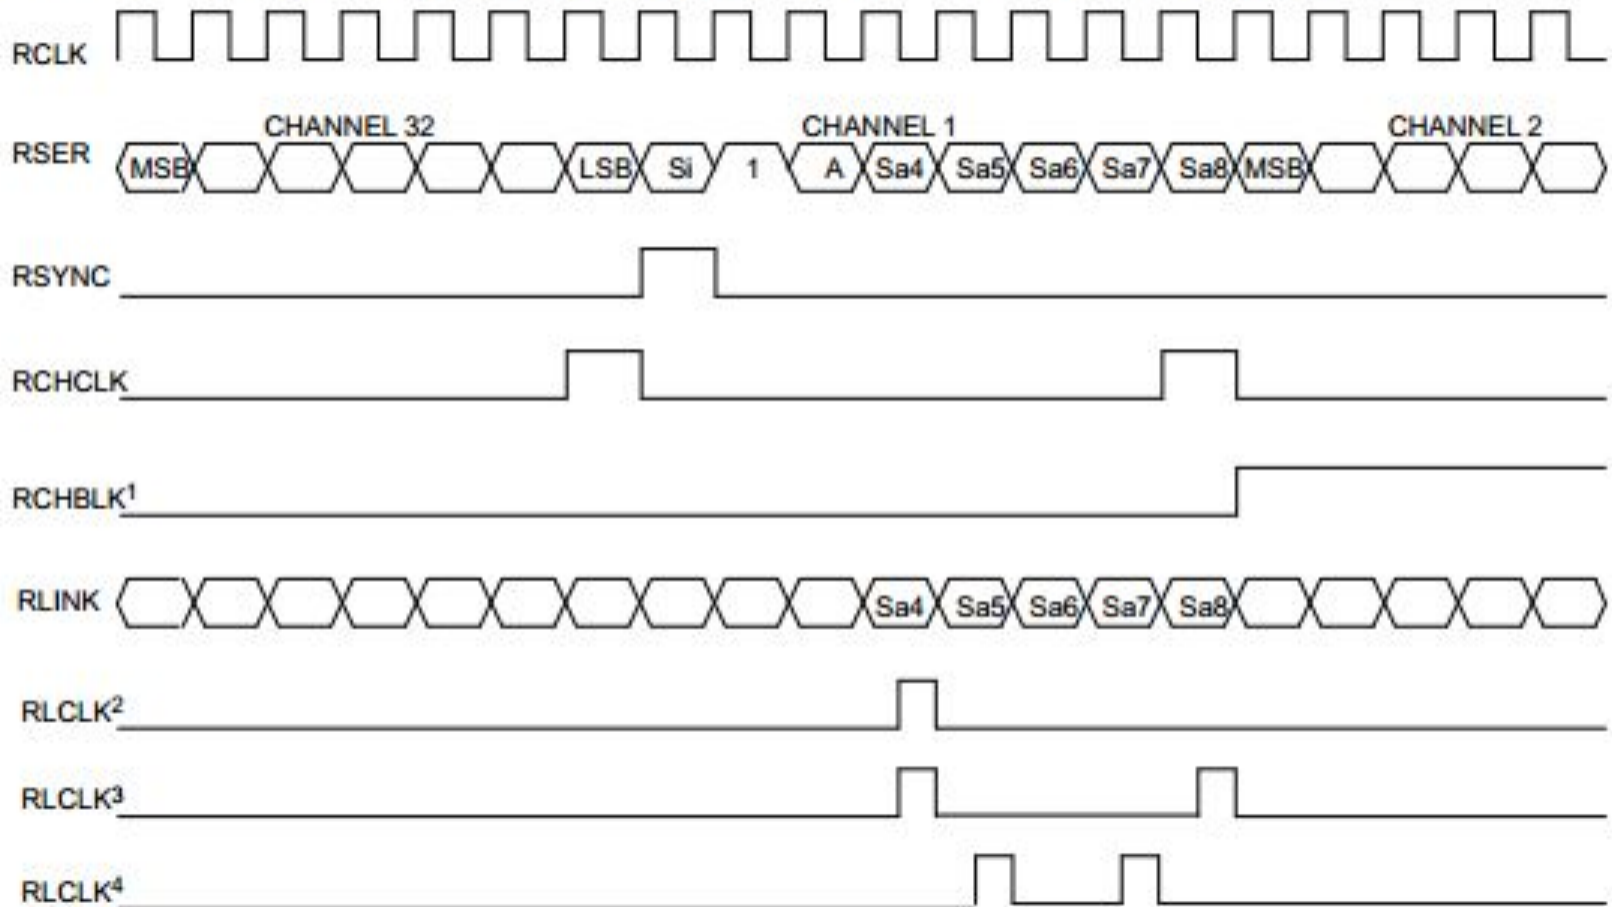 RCLK
CHANNEL 32 CHANNEL 1 CHANNEL 2
RSER MSB LSB Si 1 A Sa4 Sa5 Sa6 Sa7 Sa8 MSB
RSYNC
RCHCLK
RCHBLK1
RLINK Sa4 Sa5 Sa6 Sa7 Sa8
RLCLK2
RLCLK3
RLCLK4